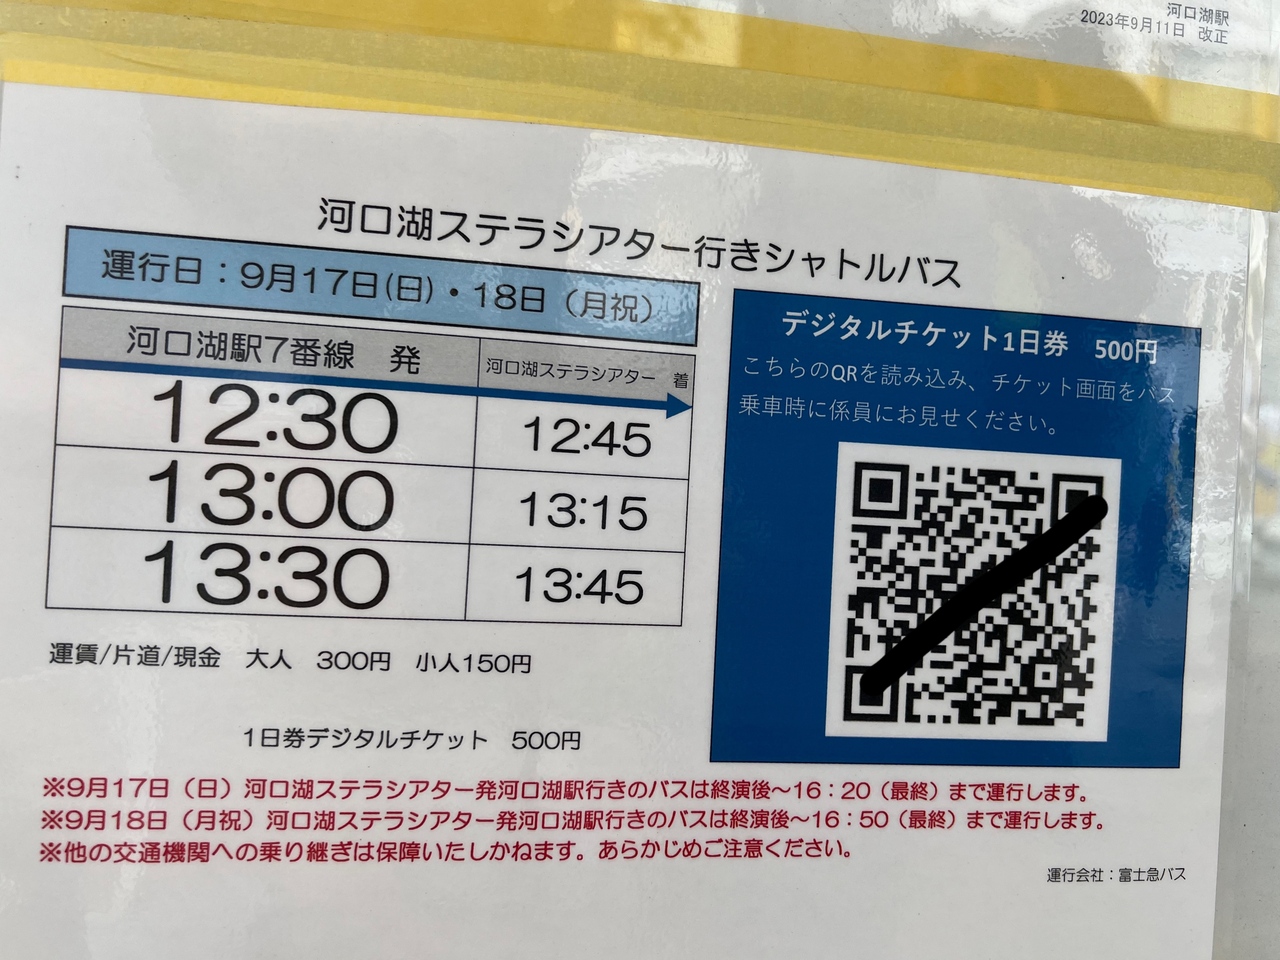 河口湖駅
2023年9月11日 改正
河口湖ステラシアター行きシャトルバス
運行日：9月17日(日)・18日（月祝）
河口湖駅7番線 発 河口湖ステラシアター 着
12:30 12:45
13:00 13:15
13:30 13:45
運賃/片道/現金 大人 300円 小人150円
1日券デジタルチケット 500円
デジタルチケット1日券 500円
こちらのQRを読み込み、チケット画面をバス
乗車時に係員にお見せください。
※9月17日（日）河口湖ステラシアター発河口湖駅行きのバスは終演後～16：20（最終）まで運行します。
※9月18日（月祝）河口湖ステラシアター発河口湖駅行きのバスは終演後～16：50（最終）まで運行します。
※他の交通機関への乗り継ぎは保障いたしかねます。あらかじめご注意ください。
運行会社：富士急バス